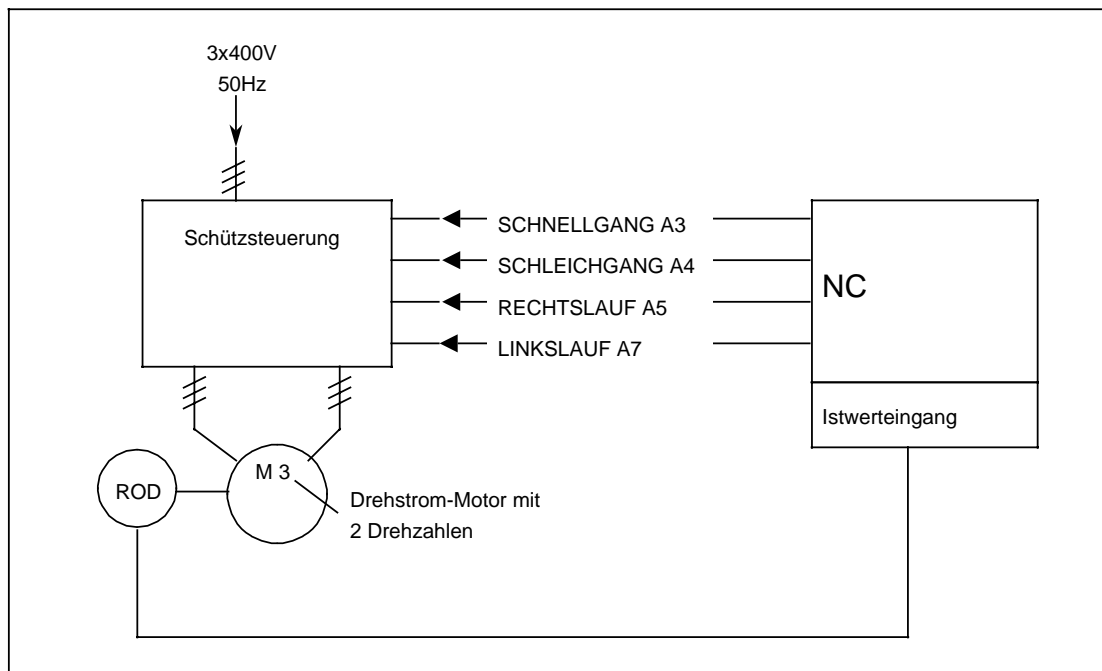 3x400V
50Hz
Schützsteuerung
SCHNELLGANG A3
SCHLEICHGANG A4
RECHTSLAUF A5
LINKSLAUF A7
NC
Istwerteingang
M 3
ROD
Drehstrom-Motor mit
2 Drehzahlen